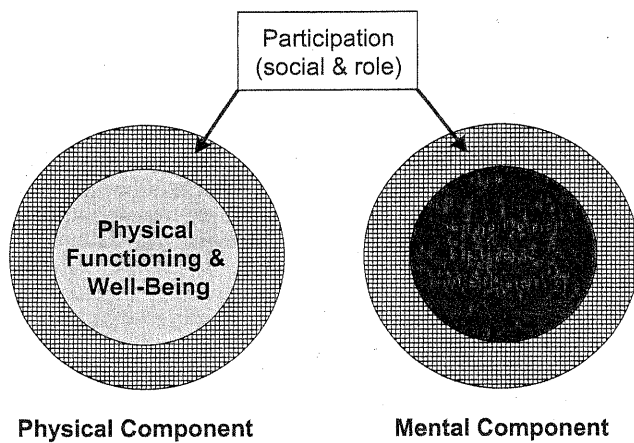 Participation
(social & role)
Physical
Functioning &
Well-Being
Physical Component
Mental Component